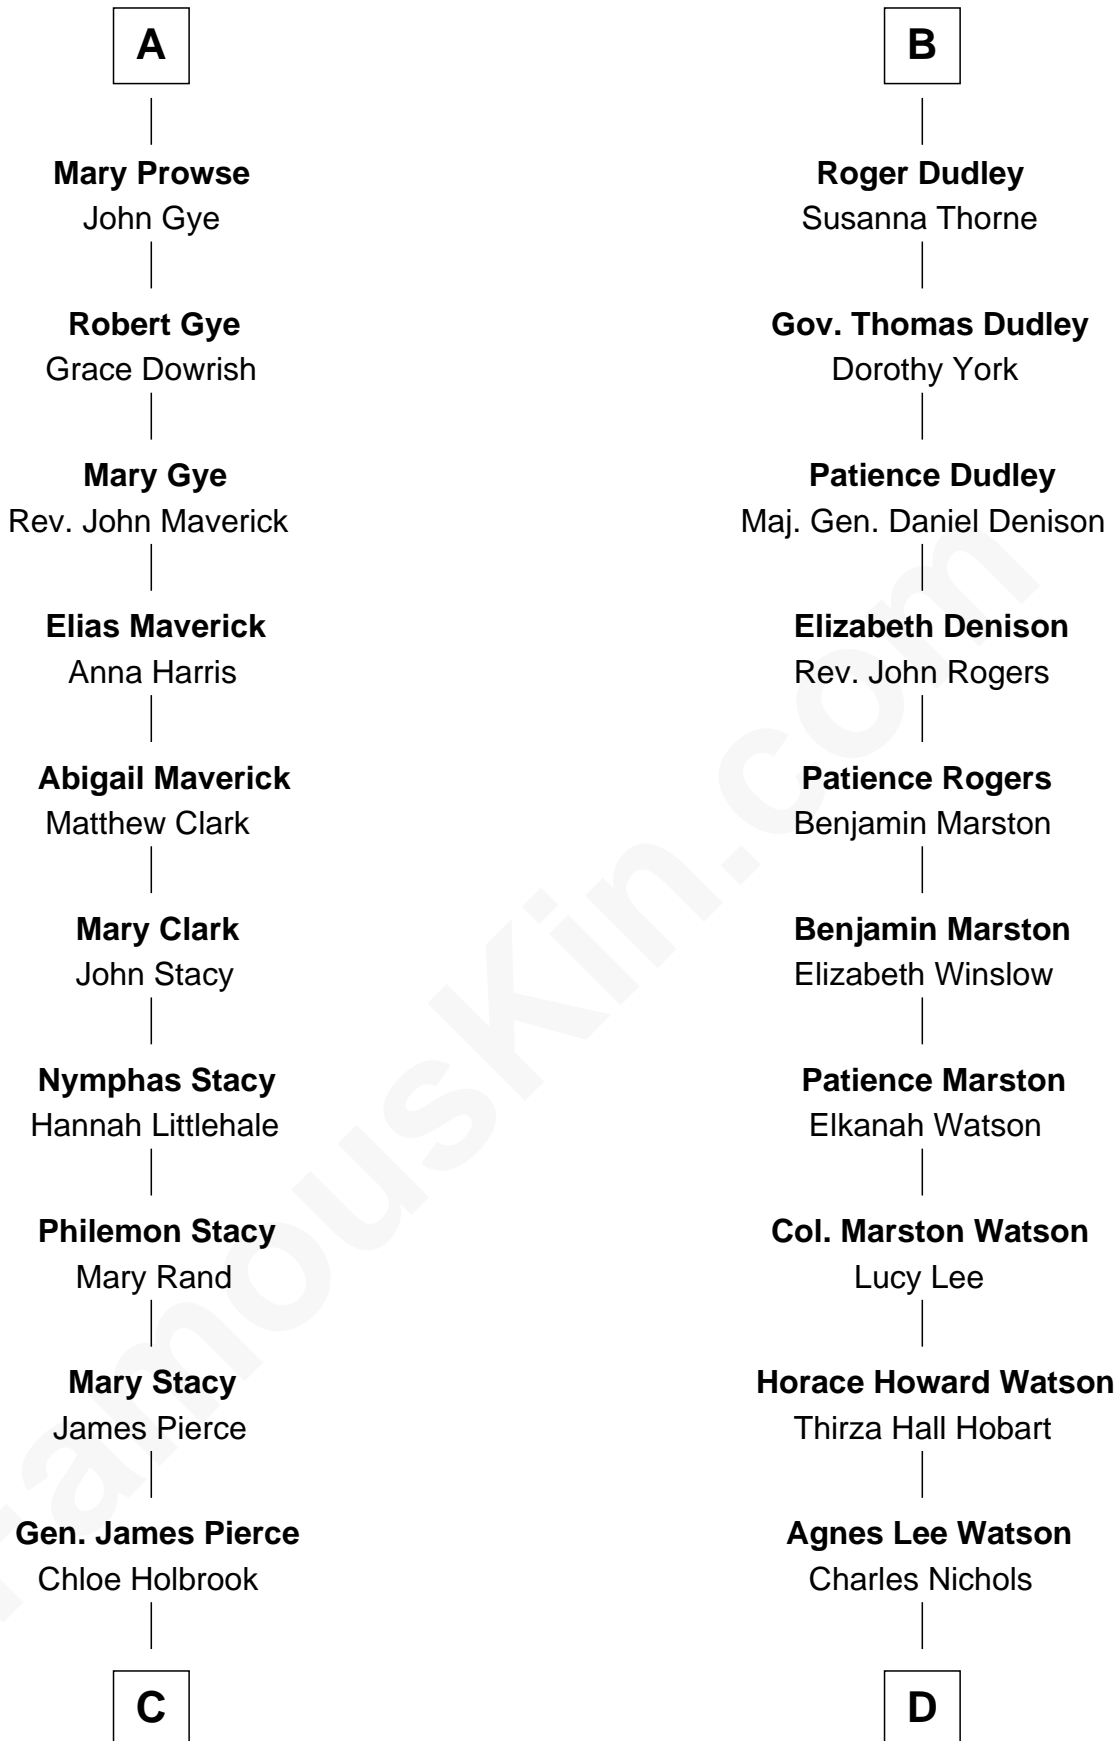 A
Mary Prowse
John Gye
Robert Gye
Grace Dowrish
Mary Gye
Rev. John Maverick
Elias Maverick
Anna Harris
Abigail Maverick
Matthew Clark
Mary Clark
John Stacy
Nymphas Stacy
Hannah Littlehale
Philemon Stacy
Mary Rand
Mary Stacy
James Pierce
Gen. James Pierce
Chloe Holbrook
C
B
Roger Dudley
Susanna Thorne
Gov. Thomas Dudley
Dorothy York
Patience Dudley
Maj. Gen. Daniel Denison
Elizabeth Denison
Rev. John Rogers
Patience Rogers
Benjamin Marston
Benjamin Marston
Elizabeth Winslow
Patience Marston
Elkanah Watson
Col. Marston Watson
Lucy Lee
Horace Howard Watson
Thirza Hall Hobart
Agnes Lee Watson
Charles Nichols
D
FamousKin.com